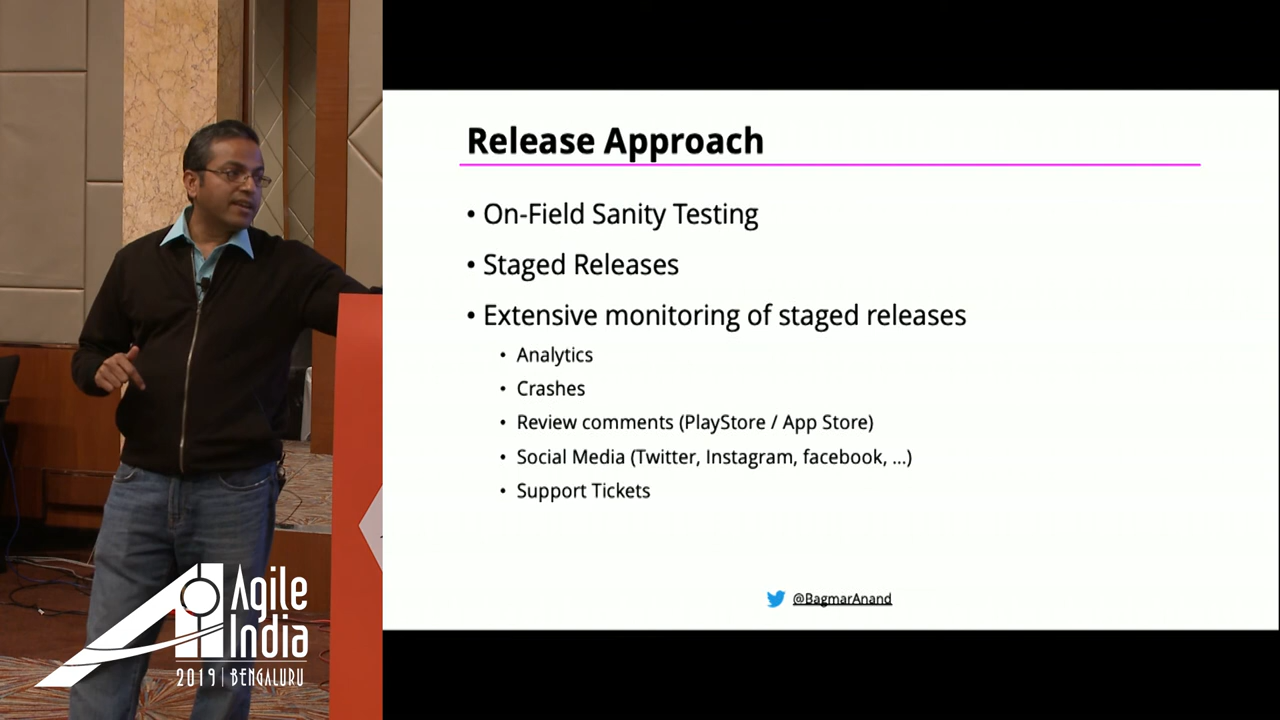 Release Approach
• On-Field Sanity Testing
• Staged Releases
• Extensive monitoring of staged releases
• Analytics
• Crashes
• Review comments (PlayStore / App Store)
• Social Media (Twitter, Instagram, facebook, ...)
• Support Tickets
@BagmarAnand
Agile
India
2019 | BENGALURU